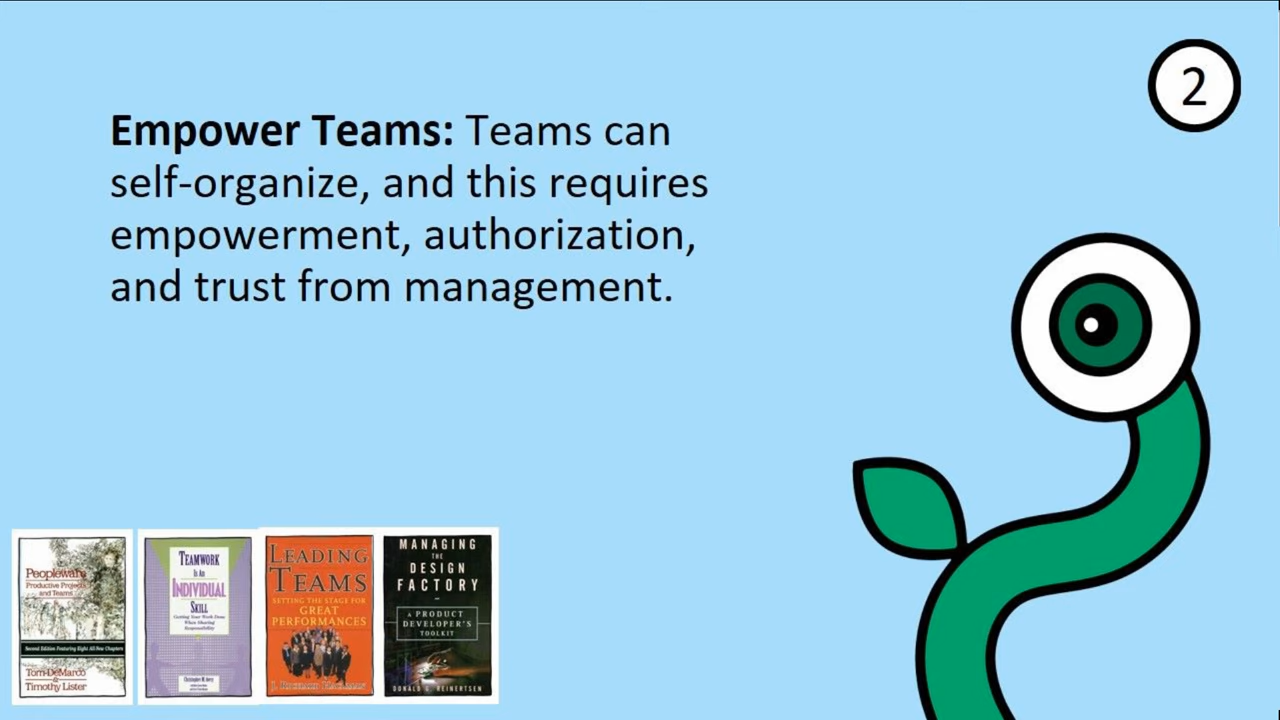 2
Empower Teams: Teams can
self-organize, and this requires
empowerment, authorization,
and trust from management.
Peopleware
Productive Projects
and Teams
Second Edition Featuring Eight All-New Chapters
Tom DeMarco
&
Timothy Lister
TEAMWORK
IS AN
INDIVIDUAL
SKILL
Getting Your Work Done
When Sharing
Responsibility
Christopher M. Avery
LEADING
TEAMS
SETTING THE STAGE FOR
GREAT
PERFORMANCES
J. RICHARD HACKMAN
MANAGING
THE
DESIGN
FACTORY
A PRODUCT
DEVELOPER'S
TOOLKIT
DONALD G. REINERTSEN